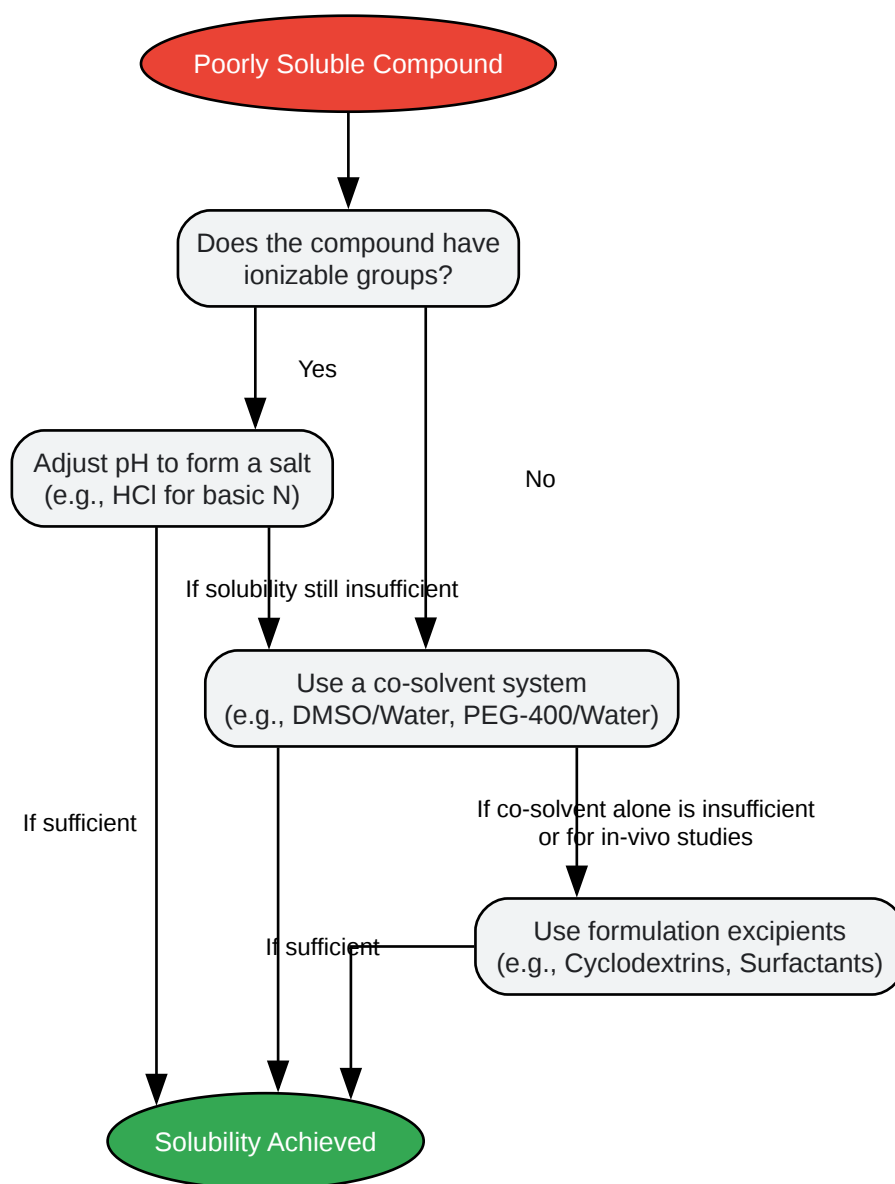 Poorly Soluble Compound
Does the compound have
ionizable groups?
Yes
Adjust pH to form a salt
(e.g., HCl for basic N)
No
If solubility still insufficient
Use a co-solvent system
(e.g., DMSO/Water, PEG-400/Water)
If sufficient
If co-solvent alone is insufficient
or for in-vivo studies
Use formulation excipients
(e.g., Cyclodextrins, Surfactants)
If sufficient
Solubility Achieved